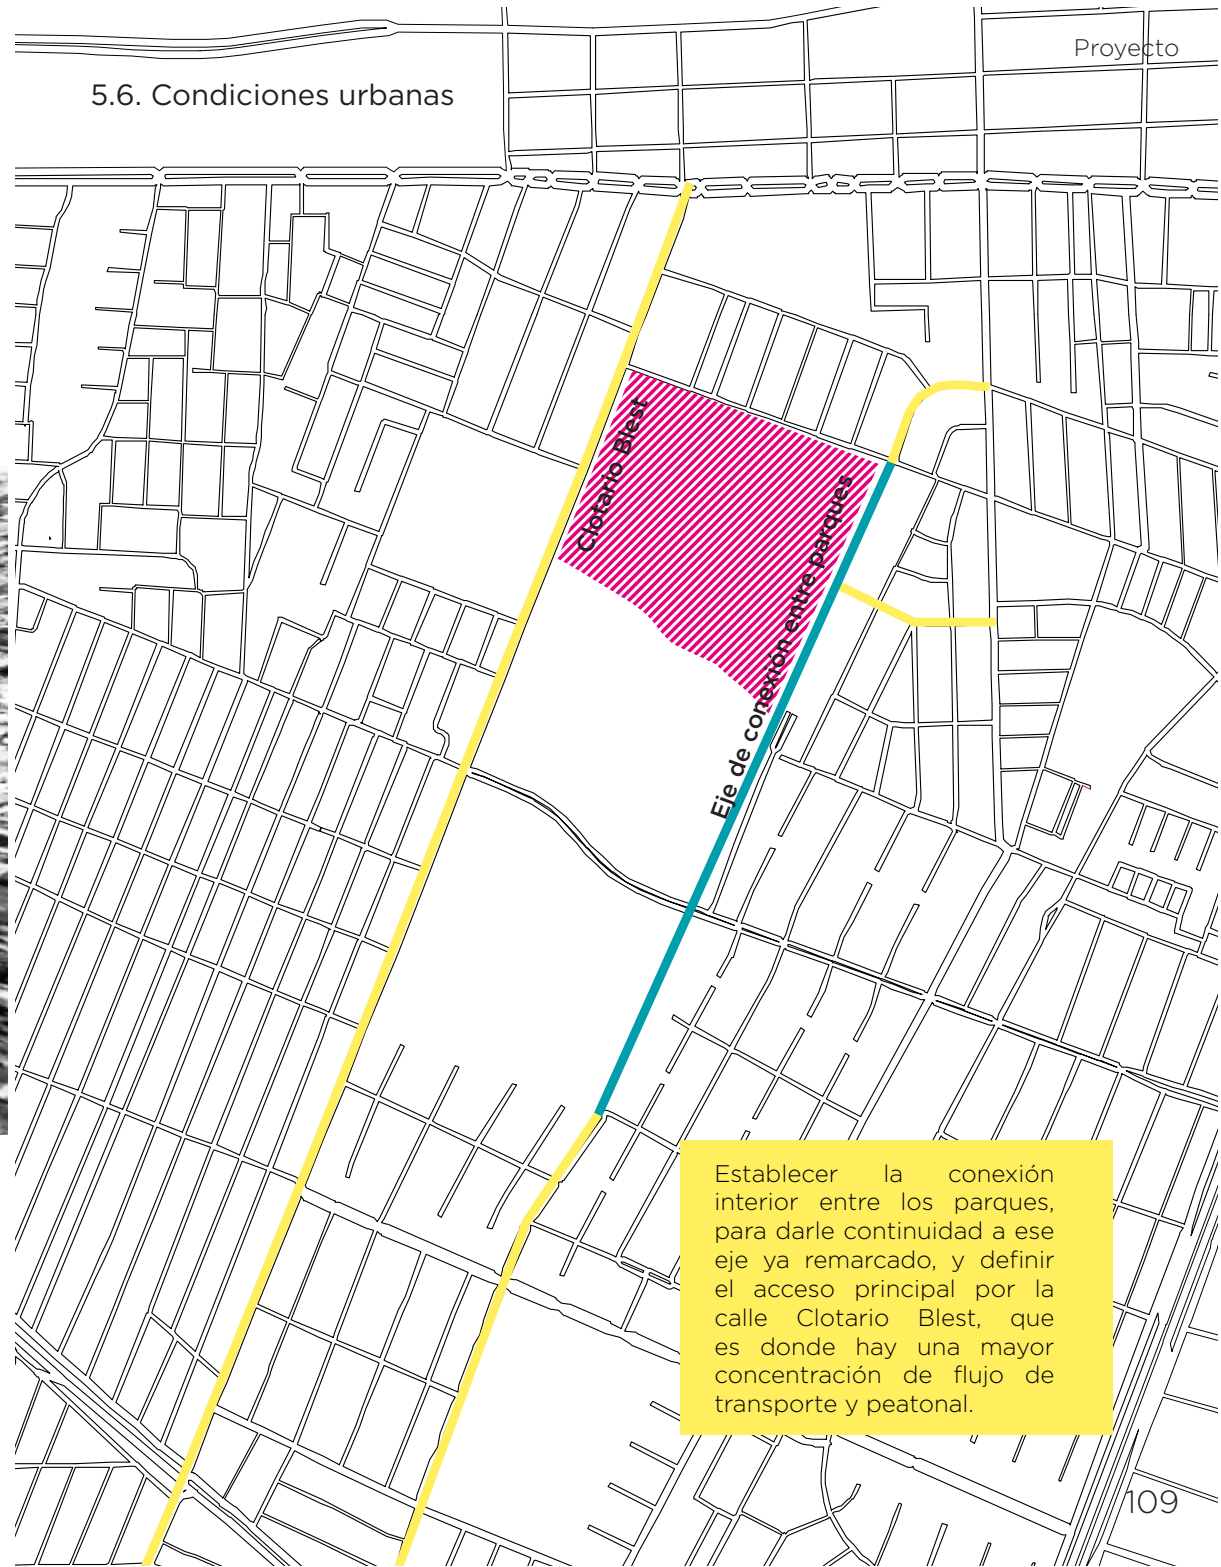 Proyecto
5.6. Condiciones urbanas
Clotario Blest
Eje de conexión entre parques
Establecer la conexión
interior entre los parques,
para darle continuidad a ese
eje ya remarcado, y definir
el acceso principal por la
calle Clotario Blest, que
es donde hay una mayor
concentración de flujo de
transporte y peatonal.
109